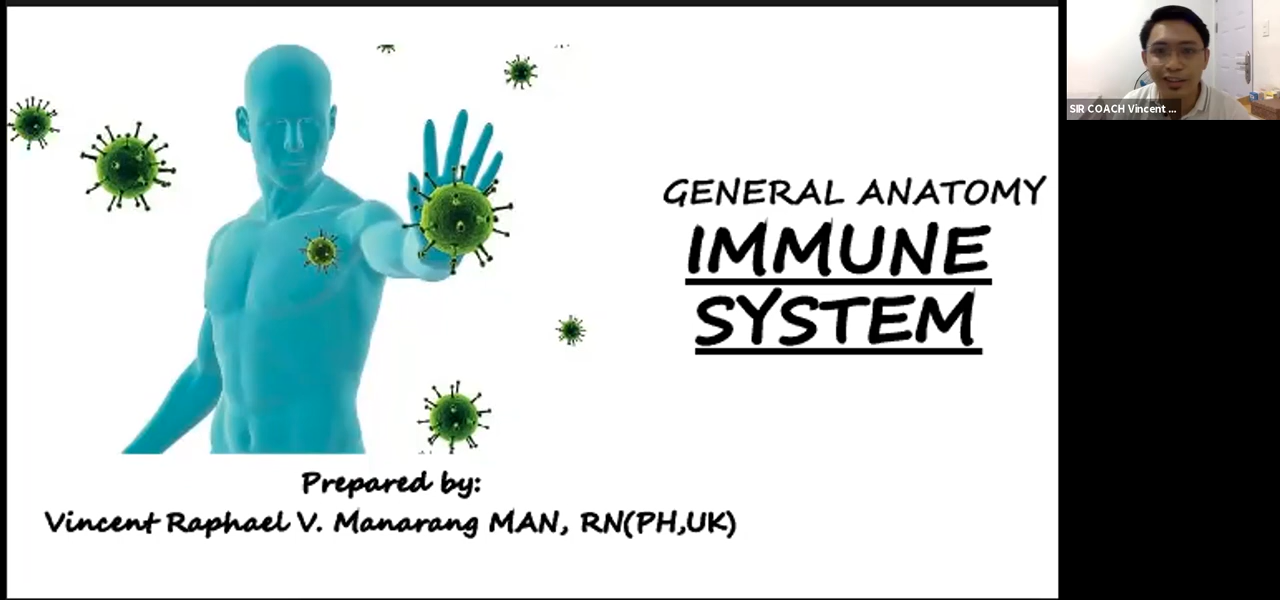 GENERAL ANATOMY
IMMUNE
SYSTEM
Prepared by:
Vincent Raphael V. Manarang MAN, RN(PH,UK)
SIR COACH Vincent ...